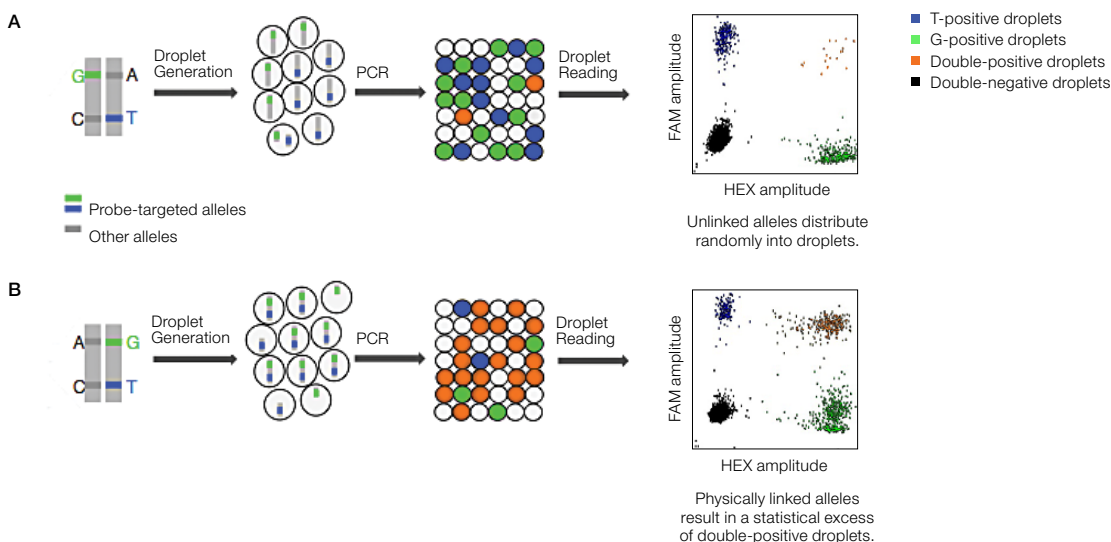 A
Droplet
Generation
PCR
Droplet
Reading
G
A
C
T
FAM amplitude
HEX amplitude
T-positive droplets
G-positive droplets
Double-positive droplets
Double-negative droplets
Probe-targeted alleles
Other alleles
Unlinked alleles distribute
randomly into droplets.
B
Droplet
Generation
PCR
Droplet
Reading
A
G
C
T
FAM amplitude
HEX amplitude
Physically linked alleles
result in a statistical excess
of double-positive droplets.